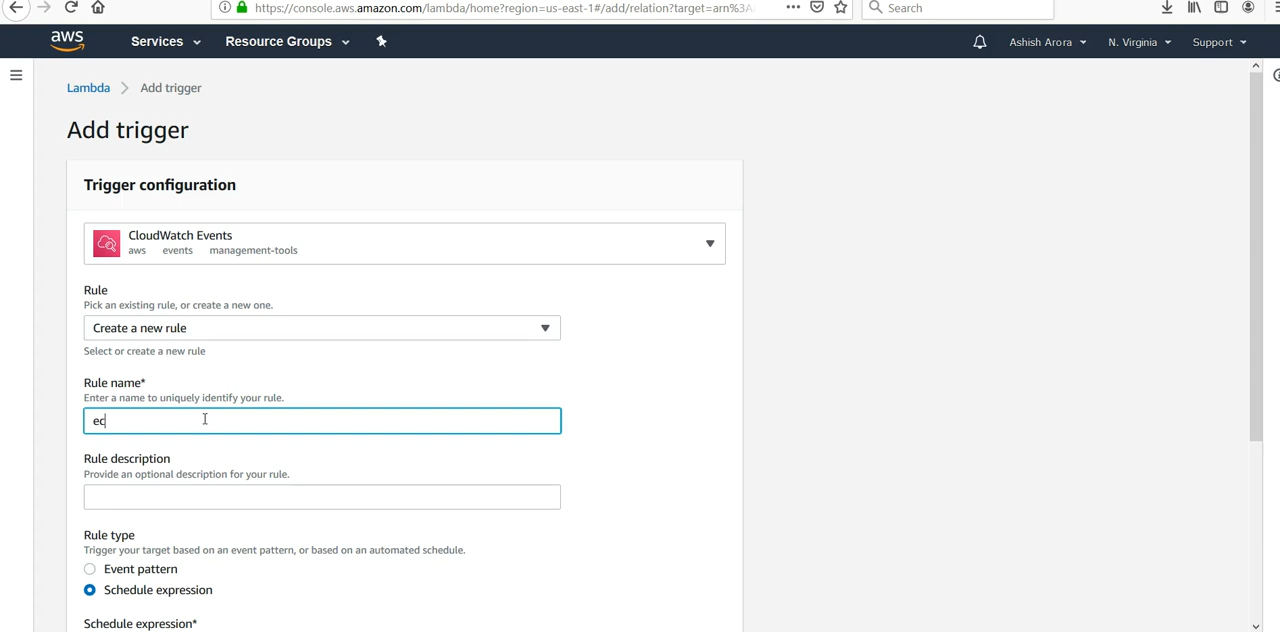 https://console.aws.amazon.com/lambda/home?region=us-east-1#/add/relation?target=arn%3A
Search
aws
Services
Resource Groups
Ashish Arora
N. Virginia
Support
Lambda
Add trigger
Add trigger
Trigger configuration
CloudWatch Events
aws events management-tools
Rule
Pick an existing rule, or create a new one.
Create a new rule
Select or create a new rule
Rule name*
Enter a name to uniquely identify your rule.
ec
Rule description
Provide an optional description for your rule.
Rule type
Trigger your target based on an event pattern, or based on an automated schedule.
Event pattern
Schedule expression
Schedule expression*